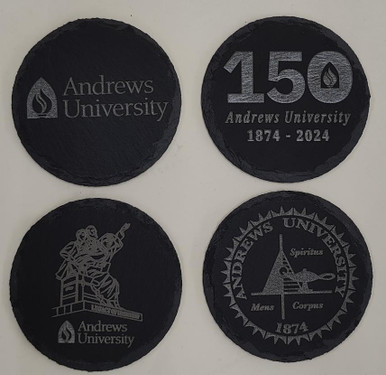 Andrews
University
150
Andrews University
1874 - 2024
Andrews
University
ANDREWS UNIVERSITY
Spiritus
Mens Corpus
1874